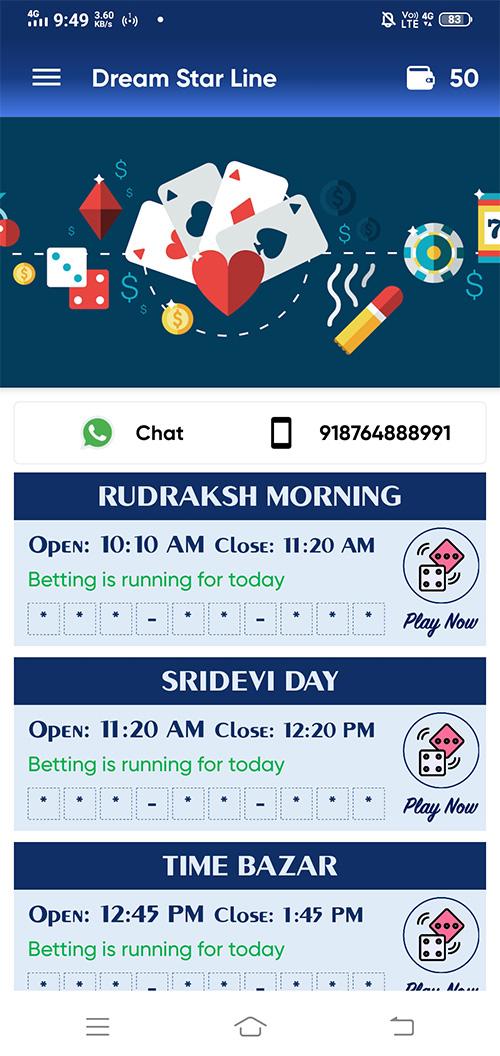 4G 9:49 3.60 KB/s Vo)) LTE 4G 83
Dream Star Line 50
7
Chat 918764888991
RUDRAKSH MORNING
OPEN: 10:10 AM CLOSE: 11:20 AM
Betting is running for today
* * * - * * - * * *
Play Now
SRIDEVI DAY
OPEN: 11:20 AM CLOSE: 12:20 PM
Betting is running for today
* * * - * * - * * *
Play Now
TIME BAZAR
OPEN: 12:45 PM CLOSE: 1:45 PM
Betting is running for today
* * * - * * - * * *
Play Now